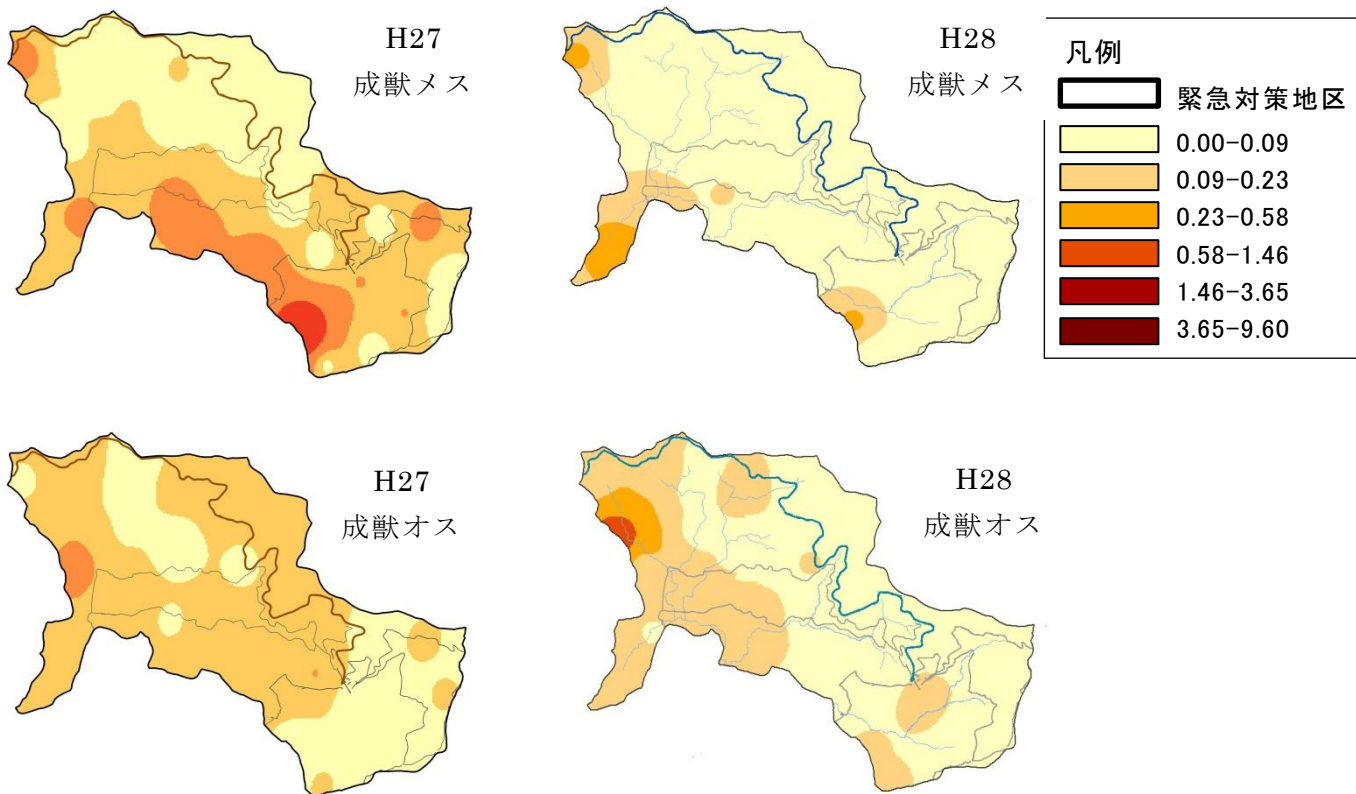 H27
成獣メス
H28
成獣メス
凡例
緊急対策地区
0.00-0.09
0.09-0.23
0.23-0.58
0.58-1.46
1.46-3.65
3.65-9.60
H27
成獣オス
H28
成獣オス